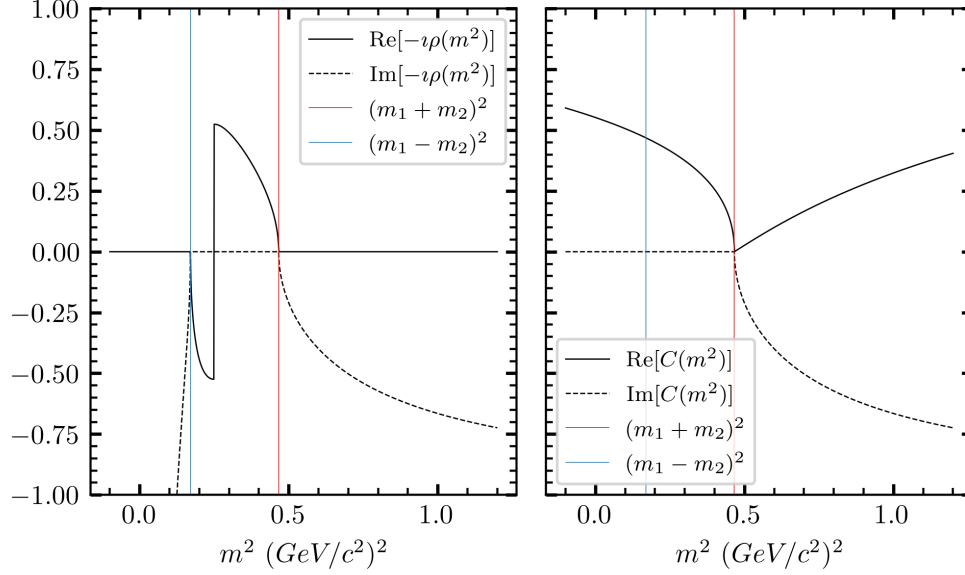 1.00
0.75
0.50
0.25
0.00
−0.25
−0.50
−0.75
−1.00
Re[−ıρ(m²)]
Im[−ıρ(m²)]
(m₁ + m₂)²
(m₁ − m₂)²
0.0 0.5 1.0
m² (GeV/c²)²
Re[C(m²)]
Im[C(m²)]
(m₁ + m₂)²
(m₁ − m₂)²
0.0 0.5 1.0
m² (GeV/c²)²